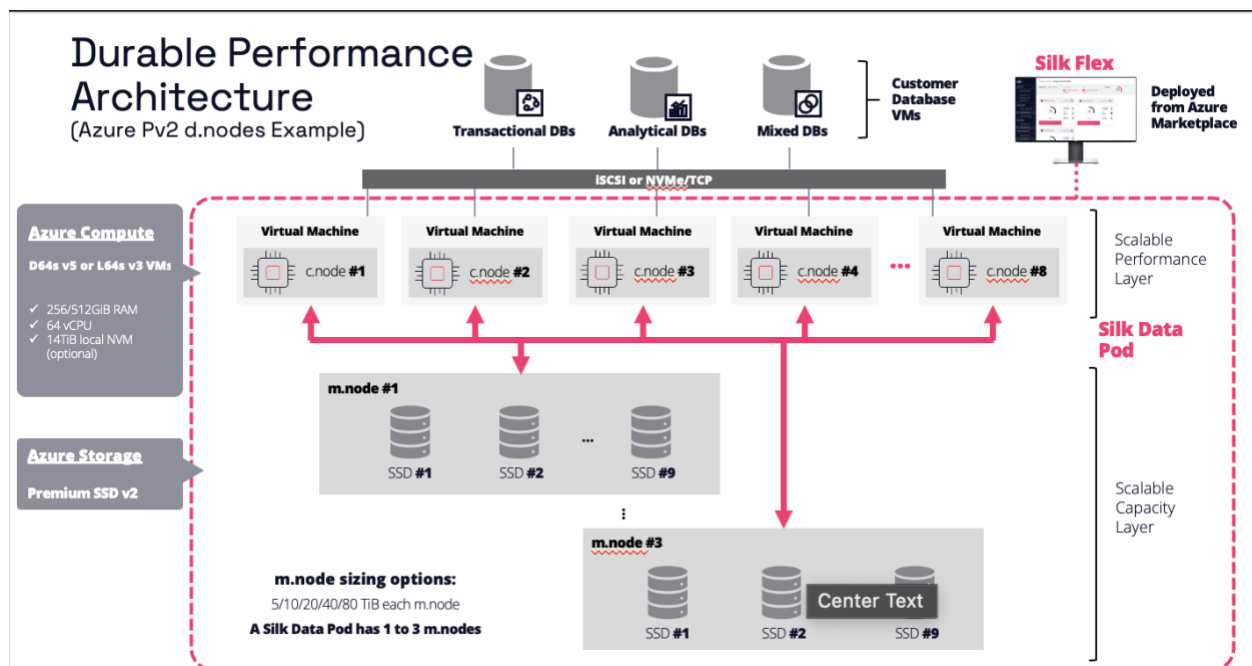 Durable Performance
Architecture
(Azure Pv2 d.nodes Example)
Transactional DBs
Analytical DBs
Mixed DBs
Customer
Database
VMs
Silk Flex
Deployed
from Azure
Marketplace
iSCSI or NVMe/TCP
Azure Compute
D64s v5 or L64s v3 VMs
✓ 256/512GiB RAM
✓ 64 vCPU
✓ 14TiB local NVM
(optional)
Virtual Machine
c.node #1
Virtual Machine
c.node #2
Virtual Machine
c.node #3
Virtual Machine
c.node #4
...
Virtual Machine
c.node #8
Scalable
Performance
Layer
Silk Data
Pod
m.node #1
SSD #1
SSD #2
...
SSD #9
Azure Storage
Premium SSD v2
Scalable
Capacity
Layer
m.node #3
SSD #1
SSD #2
SSD #9
Center Text
m.node sizing options:
5/10/20/40/80 TiB each m.node
A Silk Data Pod has 1 to 3 m.nodes